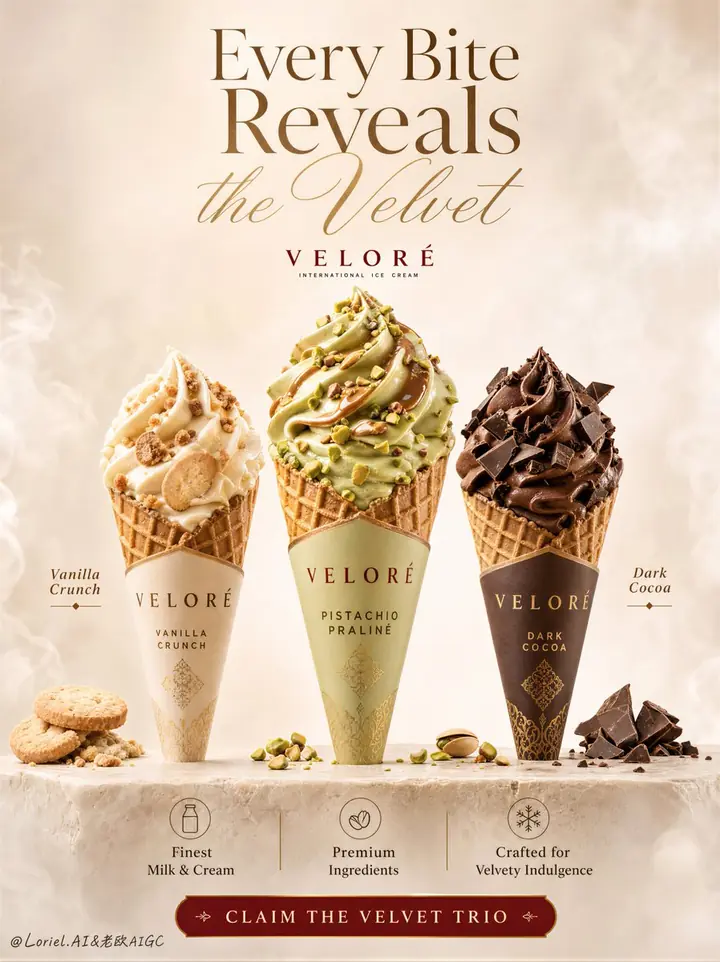 Every Bite
Reveals
the Velvet
VELORÉ
INTERNATIONAL ICE CREAM
Vanilla
Crunch
VELORÉ
VANILLA
CRUNCH
VELORÉ
PISTACHIO
PRALINÉ
VELORÉ
DARK
COCOA
Dark
Cocoa
Finest
Milk & Cream
Premium
Ingredients
Crafted for
Velvety Indulgence
CLAIM THE VELVET TRIO
@Loriel.AI&老欧AIGC